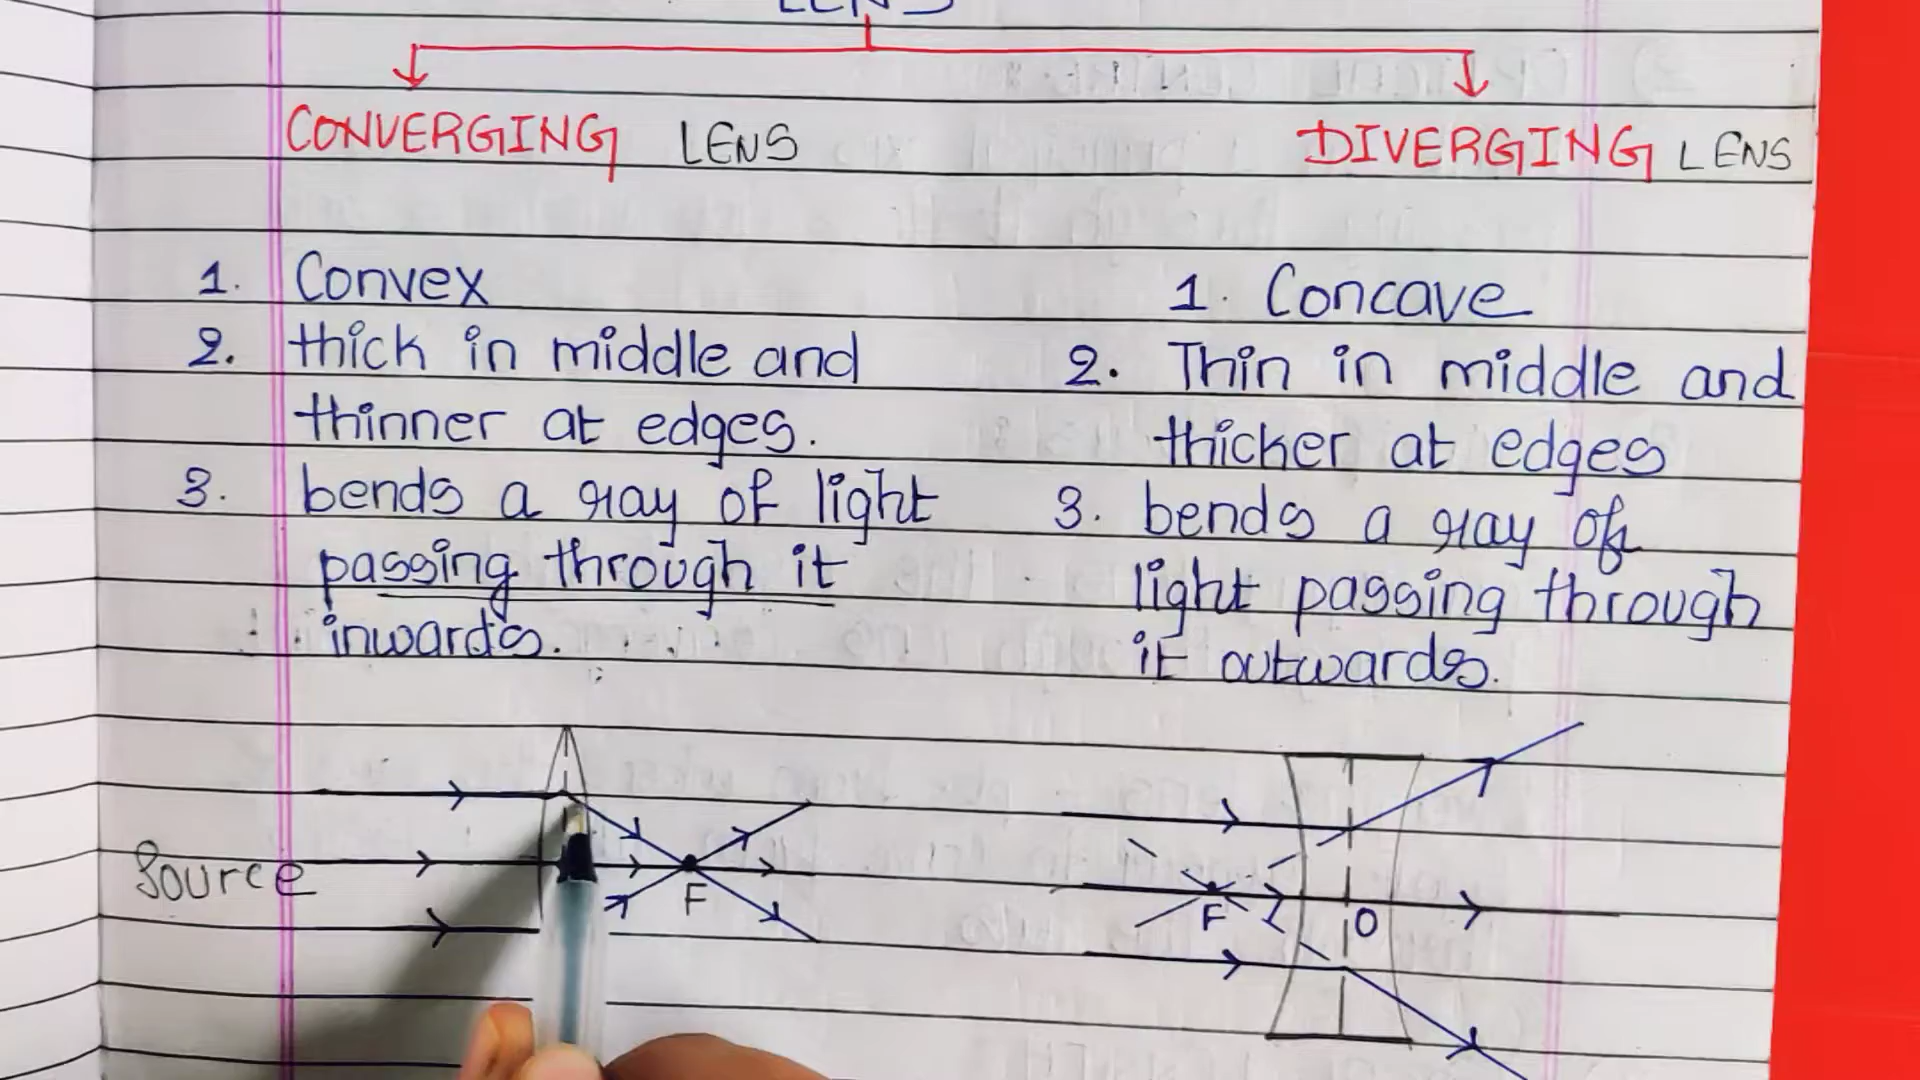 LENS
CONVERGING LENS
DIVERGING LENS
1. Convex
2. thick in middle and
thinner at edges.
3. bends a ray of light
passing through it
inwards.
1. Concave
2. Thin in middle and
thicker at edges
3. bends a ray of
light passing through
it outwards.
Source
F
F
O